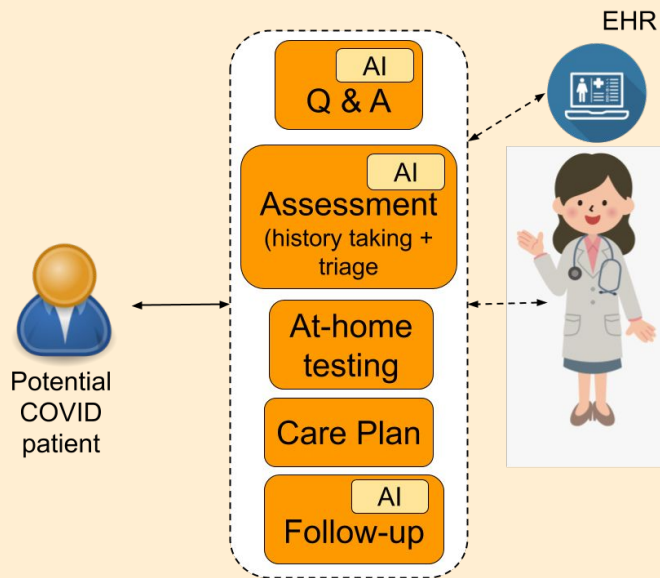 EHR
AI
Q & A
AI
Assessment
(history taking +
triage
At-home
testing
Care Plan
AI
Follow-up
Potential
COVID
patient